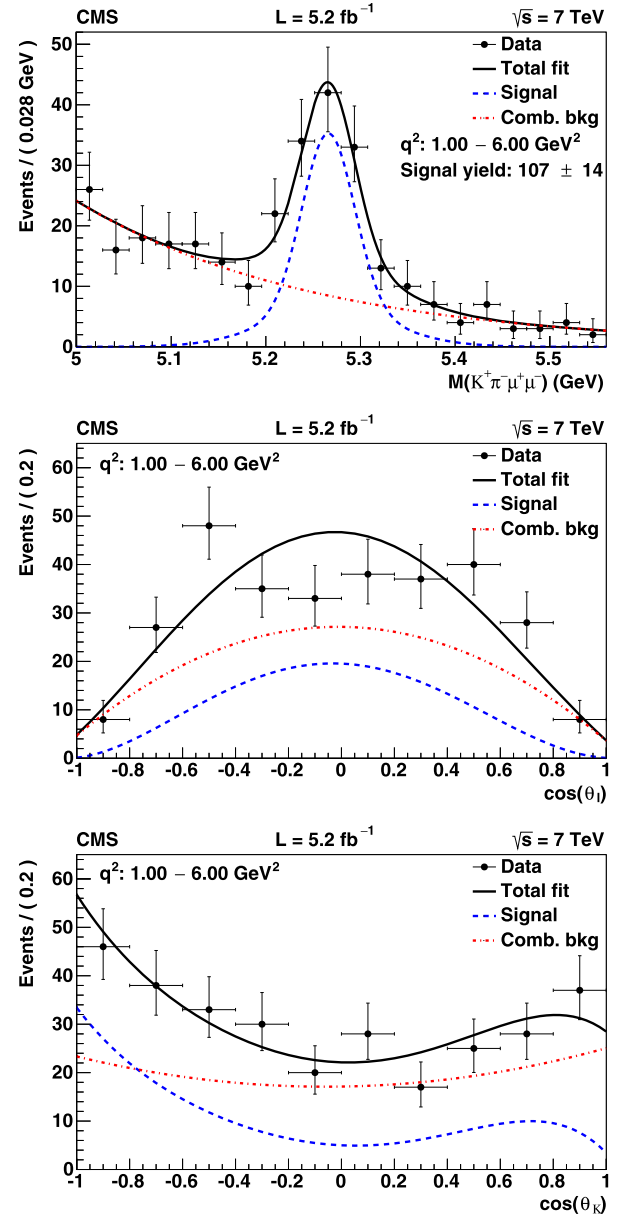 CMS L = 5.2 fb⁻¹ √s = 7 TeV
Events / ( 0.028 GeV )
50
40
30
20
10
0
Data
Total fit
Signal
Comb. bkg
q²: 1.00 − 6.00 GeV²
Signal yield: 107 ± 14
5 5.1 5.2 5.3 5.4 5.5
M(K⁺π⁻μ⁺μ⁻) (GeV)
CMS L = 5.2 fb⁻¹ √s = 7 TeV
Events / ( 0.2 )
60
50
40
30
20
10
0
q²: 1.00 − 6.00 GeV²
Data
Total fit
Signal
Comb. bkg
-1 -0.8 -0.6 -0.4 -0.2 0 0.2 0.4 0.6 0.8 1
cos(θ_l)
CMS L = 5.2 fb⁻¹ √s = 7 TeV
Events / ( 0.2 )
60
50
40
30
20
10
0
q²: 1.00 − 6.00 GeV²
Data
Total fit
Signal
Comb. bkg
-1 -0.8 -0.6 -0.4 -0.2 0 0.2 0.4 0.6 0.8 1
cos(θ_K)